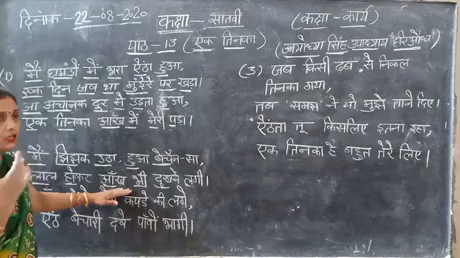 दिनांक - 22-08-2020 कक्षा - सातवीं (कक्षा - कार्य)
पाठ - 13 (एक तिनका) (अयोध्या सिंह उपाध्याय "हरिऔध")
(1) मैं घमंडों में भरा ऐंठा हुआ,
एक दिन जब था मुंडेरे पर खड़ा।
आ अचानक दूर से उड़ता हुआ,
एक तिनका आँख में मेरी पड़ा।
मैं झिझक उठा, हुआ बेचैन-सा,
लाल होकर आँख भी दुखने लगी।
कपड़े की लगे,
ऐंठ बेचारी दबे पाँवों भागी।
(3) जब किसी ढब से निकल
तिनका गया,
तब 'समझ' ने यों मुझे ताने दिए।
ऐंठता तू किसलिए इतना रहा,
एक तिनका है बहुत तेरे लिए।